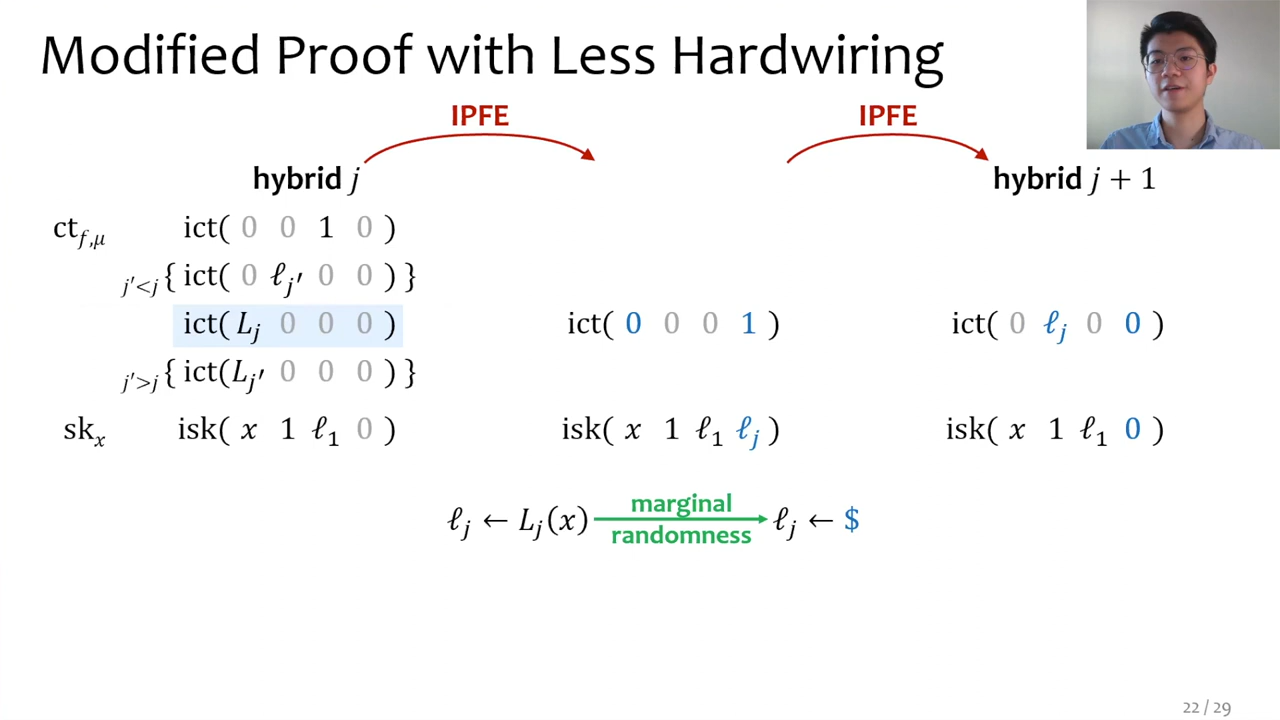 Modified Proof with Less Hardwiring
IPFE IPFE
hybrid j hybrid j + 1
ct_{f,μ} ict( 0 0 1 0 )
j′<j { ict( 0 ℓ_{j′} 0 0 ) }
ict( L_j 0 0 0 ) ict( 0 0 0 1 ) ict( 0 ℓ_j 0 0 )
j′>j { ict( L_{j′} 0 0 0 ) }
sk_x isk( x 1 ℓ_1 0 ) isk( x 1 ℓ_1 ℓ_j ) isk( x 1 ℓ_1 0 )
marginal
ℓ_j ← L_j(x) → ℓ_j ← $
randomness
22 / 29